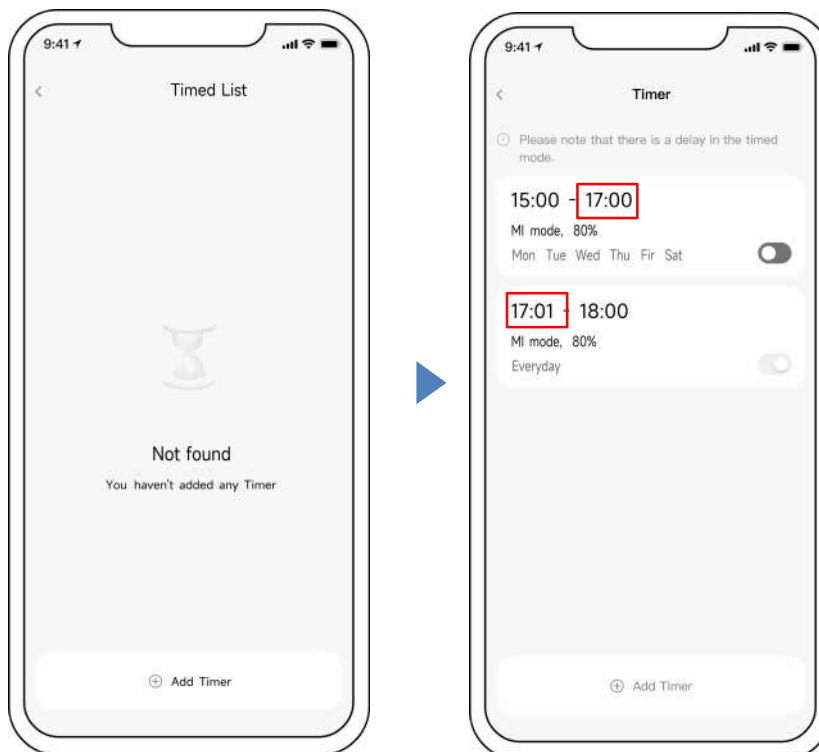 9:41
Timed List
Not found
You haven't added any Timer
Add Timer
9:41
Timer
Please note that there is a delay in the timed
mode.
15:00 - 17:00
MI mode, 80%
Mon Tue Wed Thu Fir Sat
17:01 - 18:00
MI mode, 80%
Everyday
Add Timer